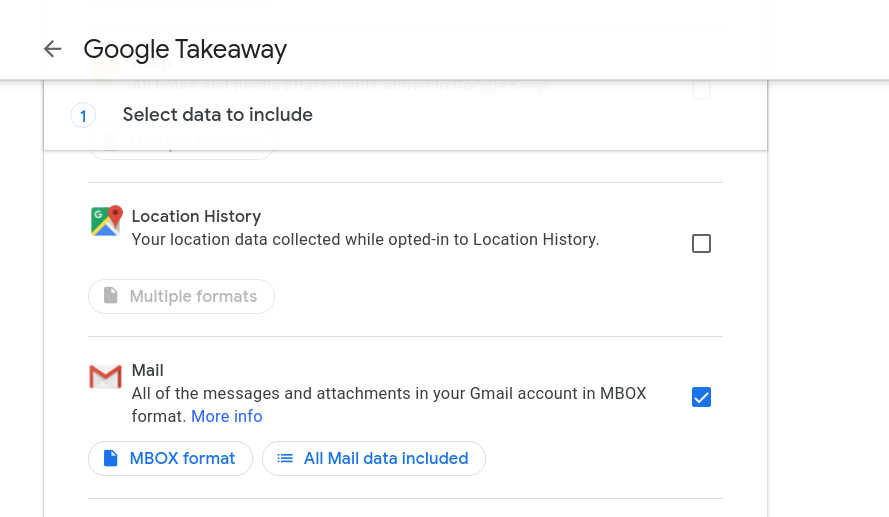 Google Takeaway
All notes and media attachments stored in Google Keep.
1 Select data to include
Multiple formats
Location History
Your location data collected while opted-in to Location History.
Multiple formats
Mail
All of the messages and attachments in your Gmail account in MBOX
format. More info
MBOX format
All Mail data included